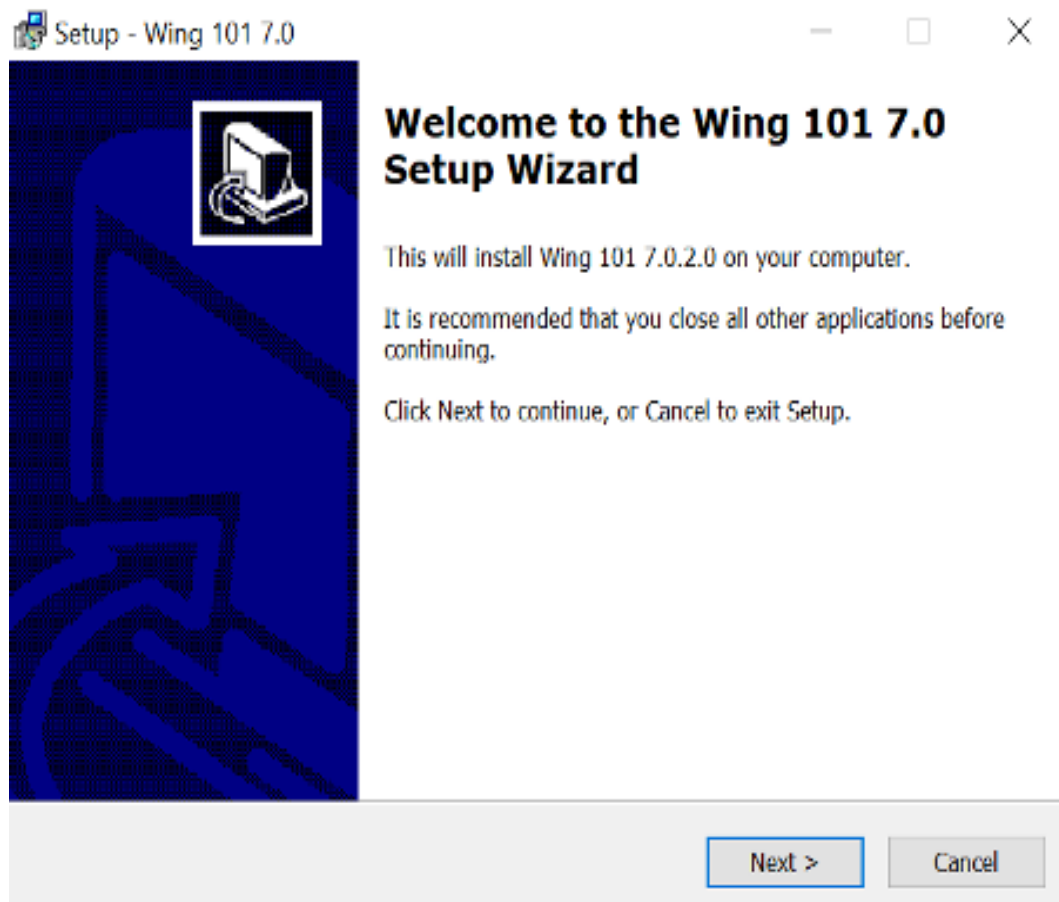 Setup - Wing 101 7.0
Welcome to the Wing 101 7.0
Setup Wizard
This will install Wing 101 7.0.2.0 on your computer.
It is recommended that you close all other applications before
continuing.
Click Next to continue, or Cancel to exit Setup.
Next >
Cancel